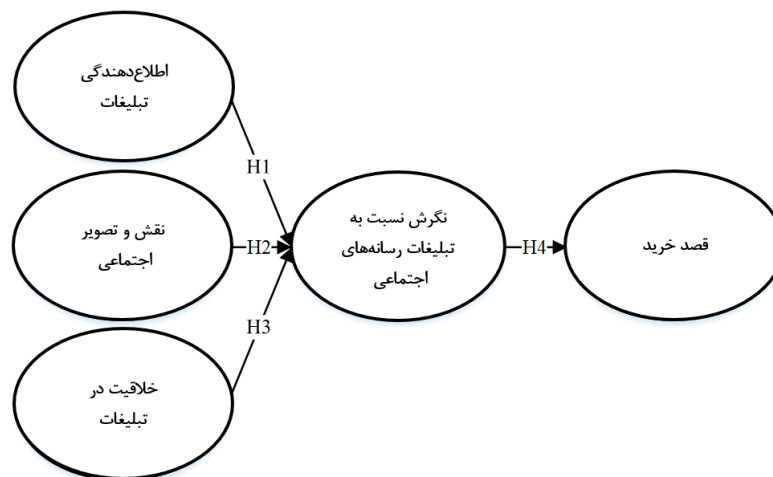 اطلاع‌دهندگی
تبلیغات
H1
نقش و تصویر
اجتماعی
H2
نگرش نسبت به
تبلیغات رسانه‌های
اجتماعی
H4
قصد خرید
H3
خلاقیت در
تبلیغات